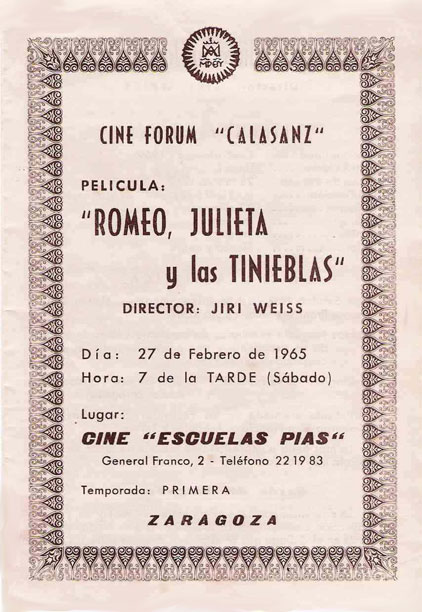 CINE FORUM "CALASANZ"
PELICULA:
"ROMEO, JULIETA
y las TINIEBLAS"
DIRECTOR: JIRI WEISS
Día: 27 de Febrero de 1965
Hora: 7 de la TARDE (Sábado)
Lugar:
CINE "ESCUELAS PIAS"
General Franco, 2 - Teléfono 22 19 83
Temporada: PRIMERA
ZARAGOZA